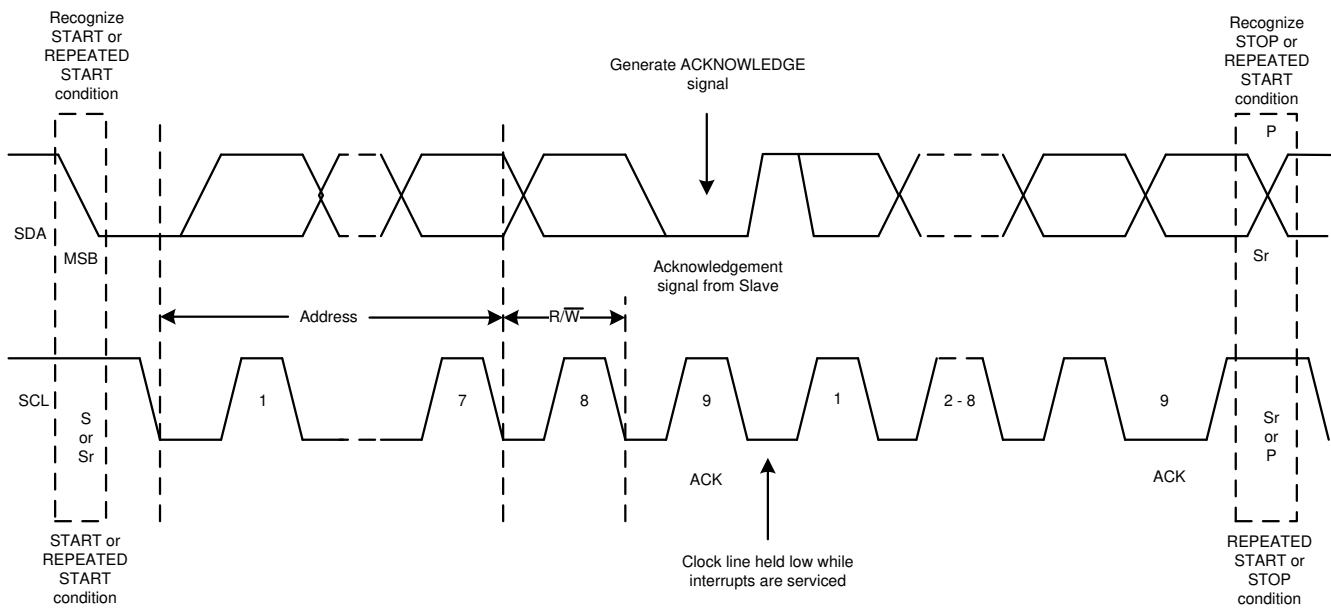 Recognize
START or
REPEATED
START
condition
Generate ACKNOWLEDGE
signal
Recognize
STOP or
REPEATED
START
condition
P
SDA
MSB
Acknowledgement
signal from Slave
Sr
Address
R/W̅
SCL
S
or
Sr
1
7
8
9
1
2 - 8
9
Sr
or
P
ACK
ACK
START or
REPEATED
START
condition
Clock line held low while
interrupts are serviced
REPEATED
START or
STOP
condition